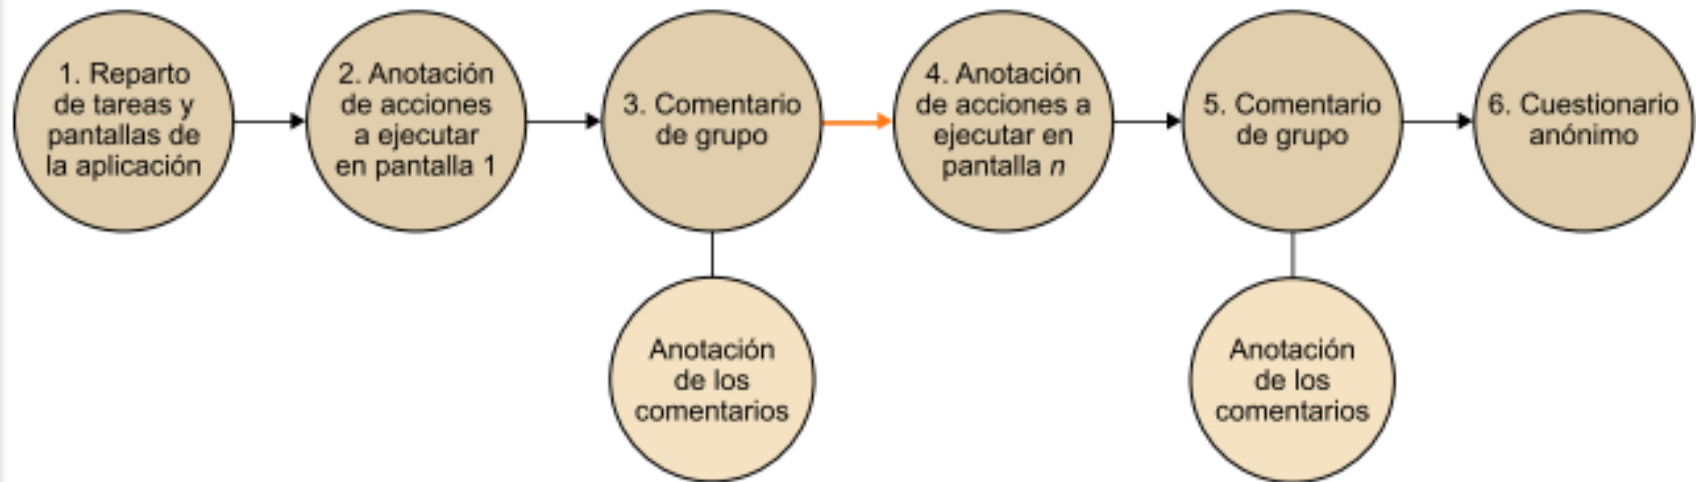 1. Reparto
de tareas y
pantallas de
la aplicación
2. Anotación
de acciones
a ejecutar
en pantalla 1
3. Comentario
de grupo
4. Anotación
de acciones a
ejecutar en
pantalla n
5. Comentario
de grupo
6. Cuestionario
anónimo
Anotación
de los
comentarios
Anotación
de los
comentarios